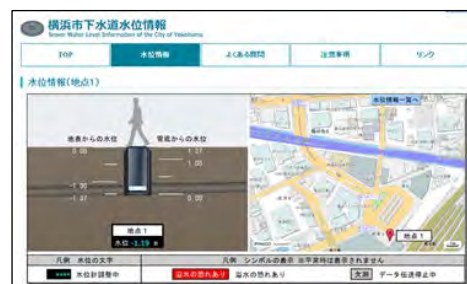 横浜市下水道水位情報
Sewer Water Level Information of the City of Yokohama
TOP
水位情報
よくある質問
注意事項
リンク
水位情報(地点1)
水位情報一覧へ
地表からの水位
管底からの水位
0.00
1.00
-1.00
0.00
地点1
水位 -1.19 m
地点1
凡例 水位の文字
凡例 シンボルの表示 ※平常時は表示されません
水位計調整中
溢水の恐れあり
溢水の恐れあり
欠測
データ伝送停止中